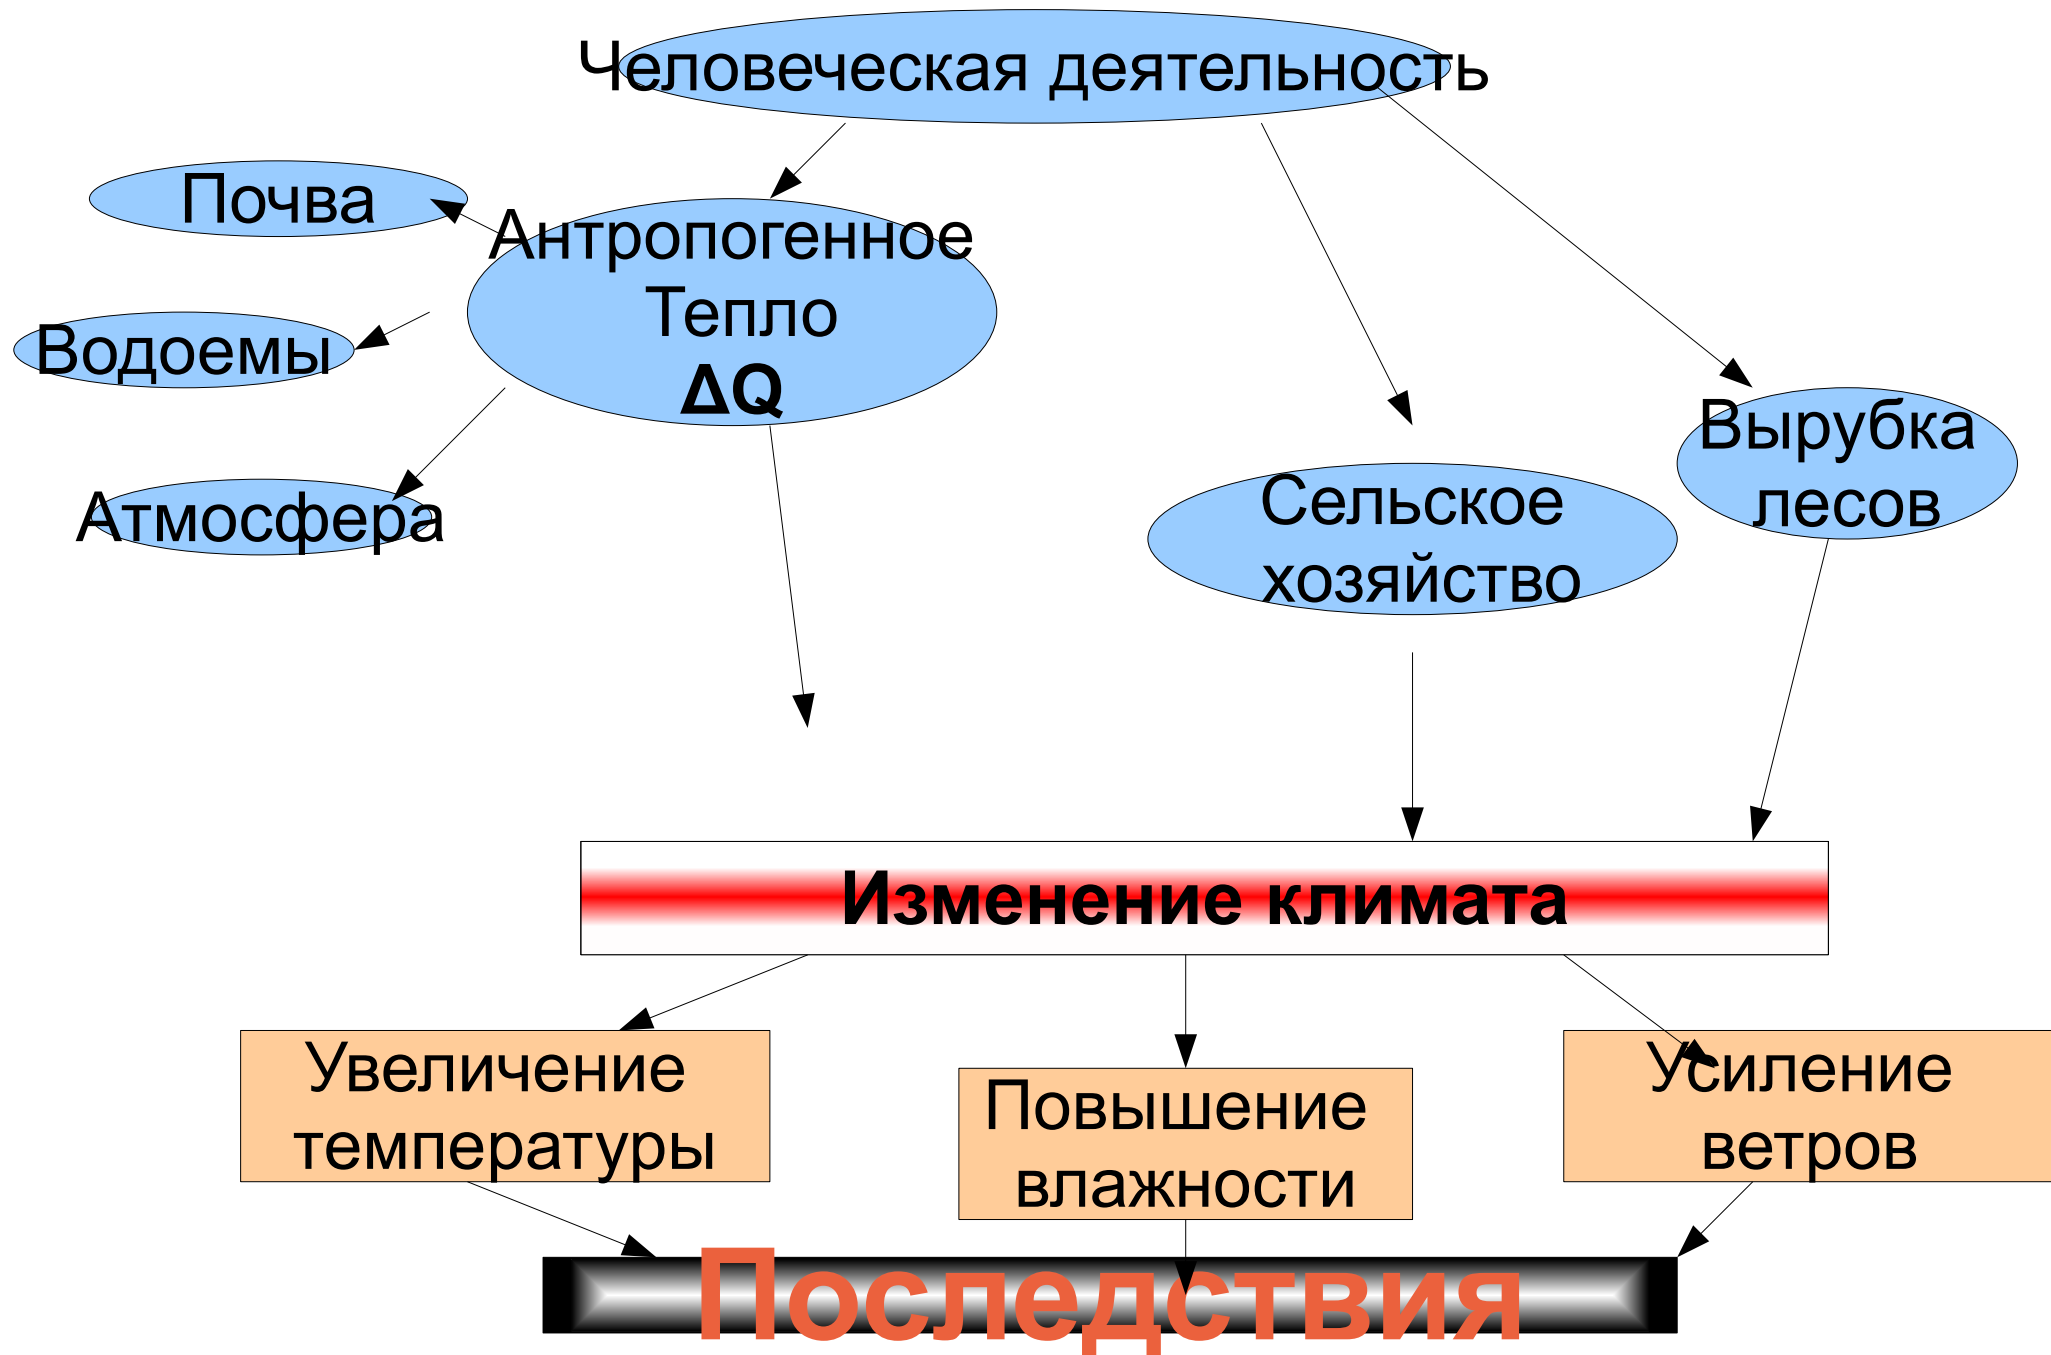 Человеческая деятельность
Почва
Антропогенное
Тепло
ΔQ
Водоемы
Атмосфера
Вырубка
лесов
Сельское
хозяйство
Изменение климата
Увеличение
температуры
Повышение
влажности
Усиление
ветров
Последствия